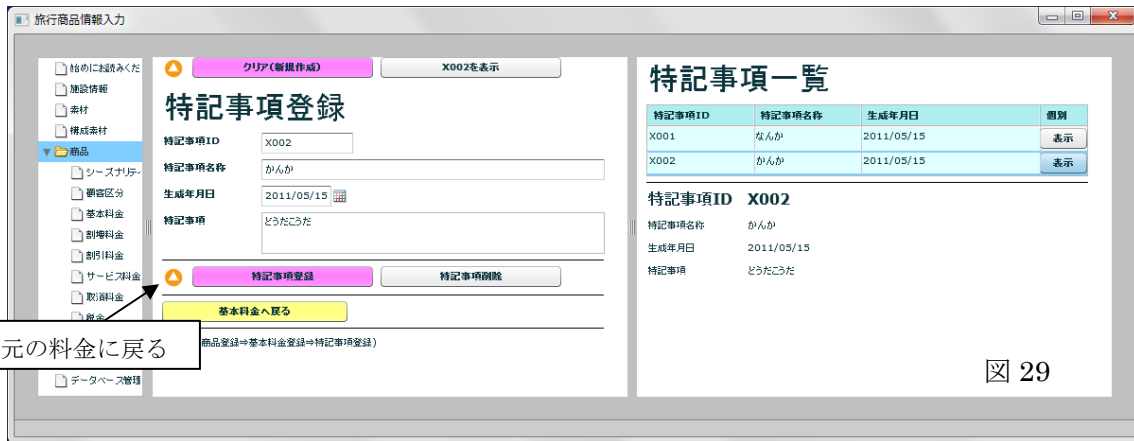 旅行商品情報入力
始めにお読みくだ
施設情報
素材
構成素材
商品
シーズナリティ
顧客区分
基本料金
割増料金
割引料金
サービス料金
取消料金
税金
データベース管理
クリア(新規作成)
X002を表示
特記事項登録
特記事項ID
X002
特記事項名称
かんか
生成年月日
2011/05/15
特記事項
どうだこうだ
特記事項登録
特記事項削除
基本料金へ戻る
商品登録⇒基本料金登録⇒特記事項登録)
元の料金に戻る
特記事項一覧
特記事項ID 特記事項名称 生成年月日 個別
X001 なんか 2011/05/15 表示
X002 かんか 2011/05/15 表示
特記事項ID X002
特記事項名称 かんか
生成年月日 2011/05/15
特記事項 どうだこうだ
図 29